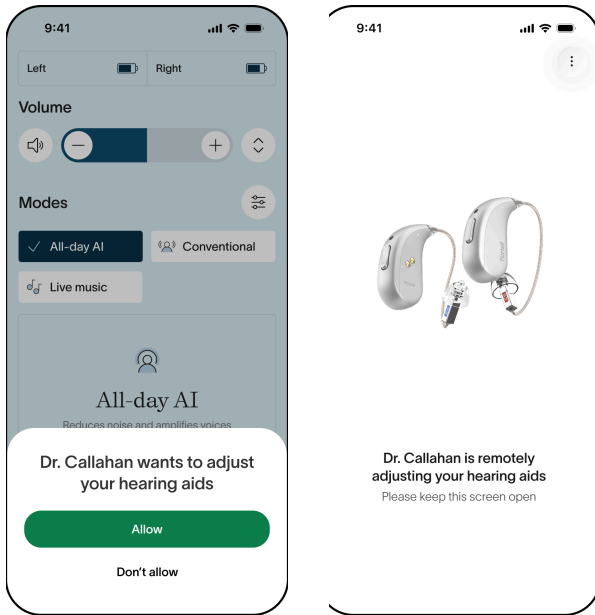 9:41
Left
Right
Volume
Modes
All-day AI
Conventional
Live music
All-day AI
Reduces noise and amplifies voices
Dr. Callahan wants to adjust
your hearing aids
Allow
Don't allow
9:41
Dr. Callahan is remotely
adjusting your hearing aids
Please keep this screen open